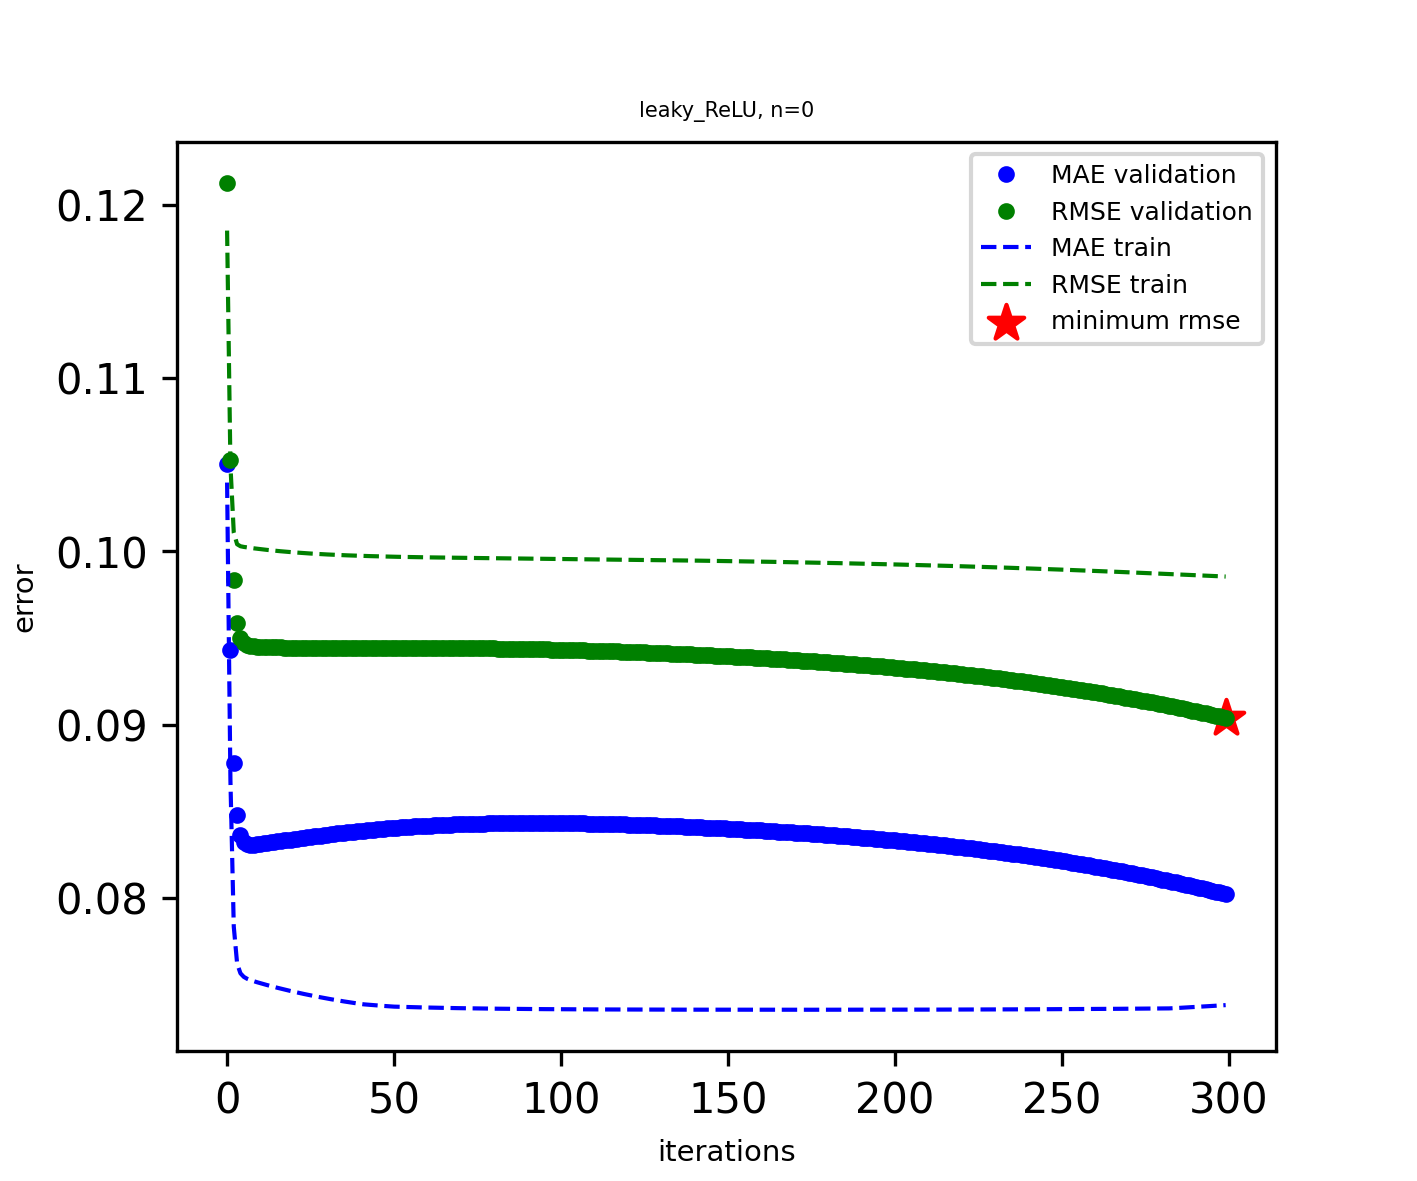 leaky_ReLU, n=0
MAE validation
RMSE validation
MAE train
RMSE train
minimum rmse
0.12
0.11
0.10
0.09
0.08
error
0 50 100 150 200 250 300
iterations